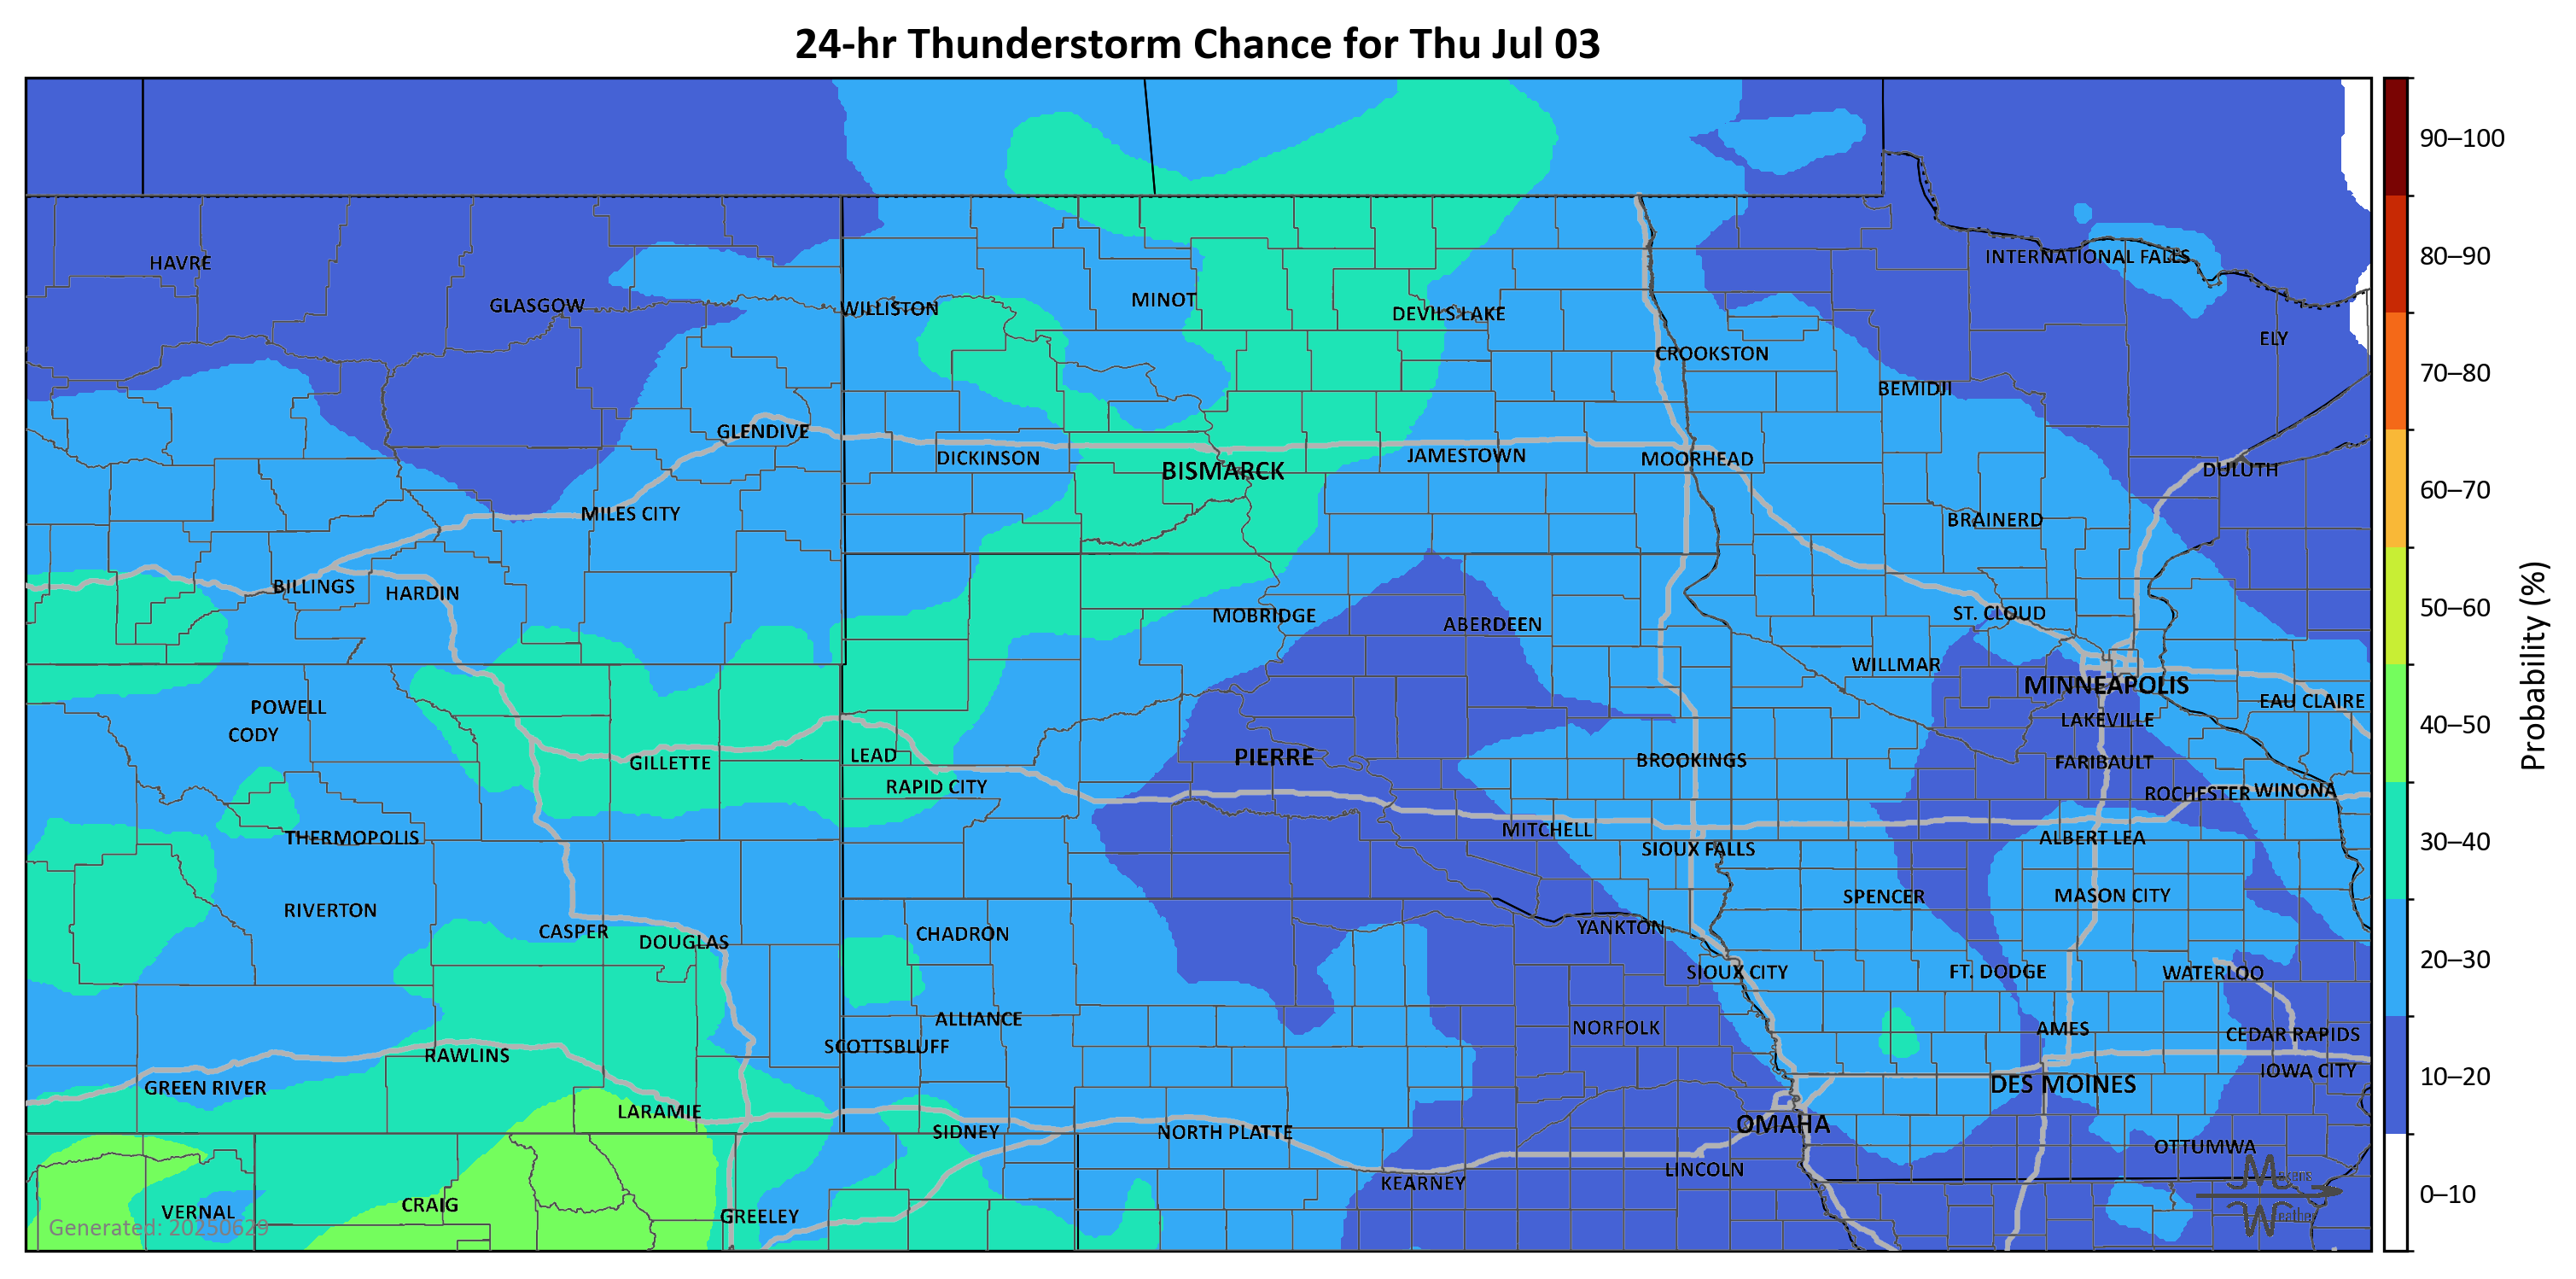 24-hr Thunderstorm Chance for Thu Jul 03
90–100
80–90
70–80
60–70
50–60
40–50
30–40
20–30
10–20
0–10
Probability (%)
HAVRE
INTERNATIONAL FALLS
GLASGOW
WILLISTON
MINOT
DEVILS LAKE
ELY
CROOKSTON
BEMIDJI
GLENDIVE
DICKINSON
BISMARCK
JAMESTOWN
MOORHEAD
DULUTH
MILES CITY
BRAINERD
BILLINGS
HARDIN
MOBRIDGE
ABERDEEN
ST. CLOUD
WILLMAR
MINNEAPOLIS
EAU CLAIRE
POWELL
CODY
LAKEVILLE
GILLETTE
LEAD
PIERRE
BROOKINGS
FARIBAULT
RAPID CITY
ROCHESTER
WINONA
THERMOPOLIS
MITCHELL
ALBERT LEA
SIOUX FALLS
RIVERTON
SPENCER
MASON CITY
CASPER
DOUGLAS
CHADRON
YANKTON
SIOUX CITY
FT. DODGE
WATERLOO
ALLIANCE
NORFOLK
AMES
CEDAR RAPIDS
SCOTTSBLUFF
RAWLINS
IOWA CITY
GREEN RIVER
DES MOINES
LARAMIE
OMAHA
SIDNEY
NORTH PLATTE
OTTUMWA
LINCOLN
KEARNEY
VERNAL
CRAIG
GREELEY
Generated: 20250629
Mekens
Weather